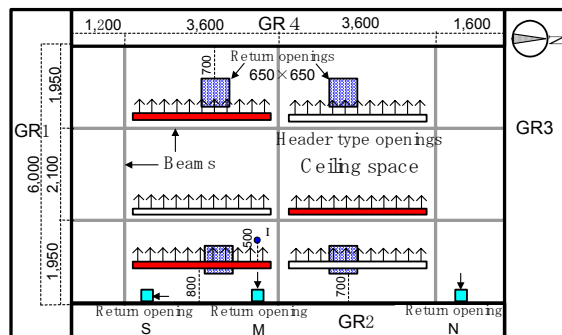 GR 4
1,200
3,600
3,600
1,600
Return openings
650×650
700
N
1,950
GR1
GR3
Header type openings
Beams
Ceiling space
6,000
2,100
500
I
1,950
800
700
Return opening
Return opening
Return opening
S
M
GR2
N